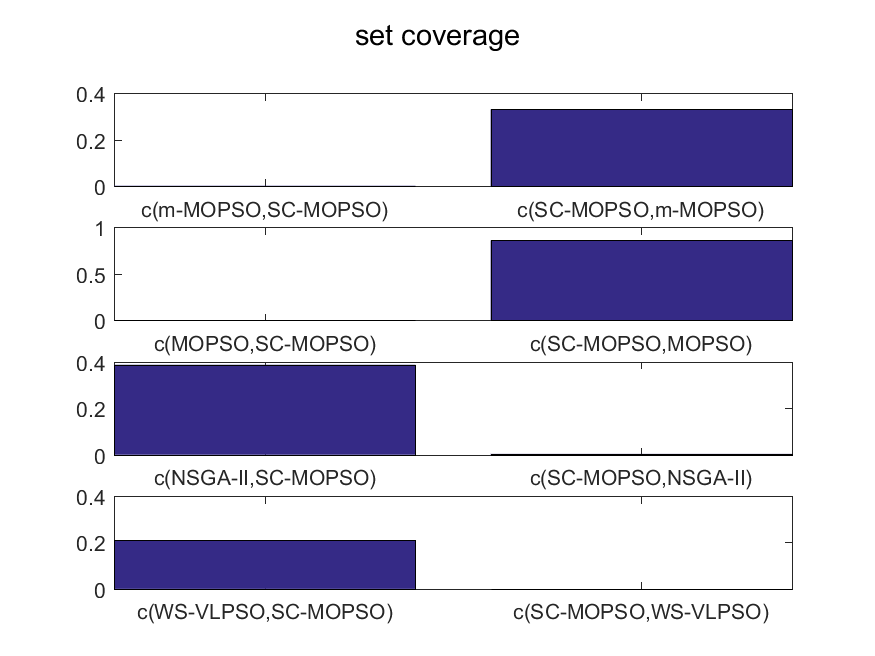 set coverage
0.4
0.2
0
c(m-MOPSO,SC-MOPSO) c(SC-MOPSO,m-MOPSO)
1
0.5
0
c(MOPSO,SC-MOPSO) c(SC-MOPSO,MOPSO)
0.4
0.2
0
c(NSGA-II,SC-MOPSO) c(SC-MOPSO,NSGA-II)
0.4
0.2
0
c(WS-VLPSO,SC-MOPSO) c(SC-MOPSO,WS-VLPSO)